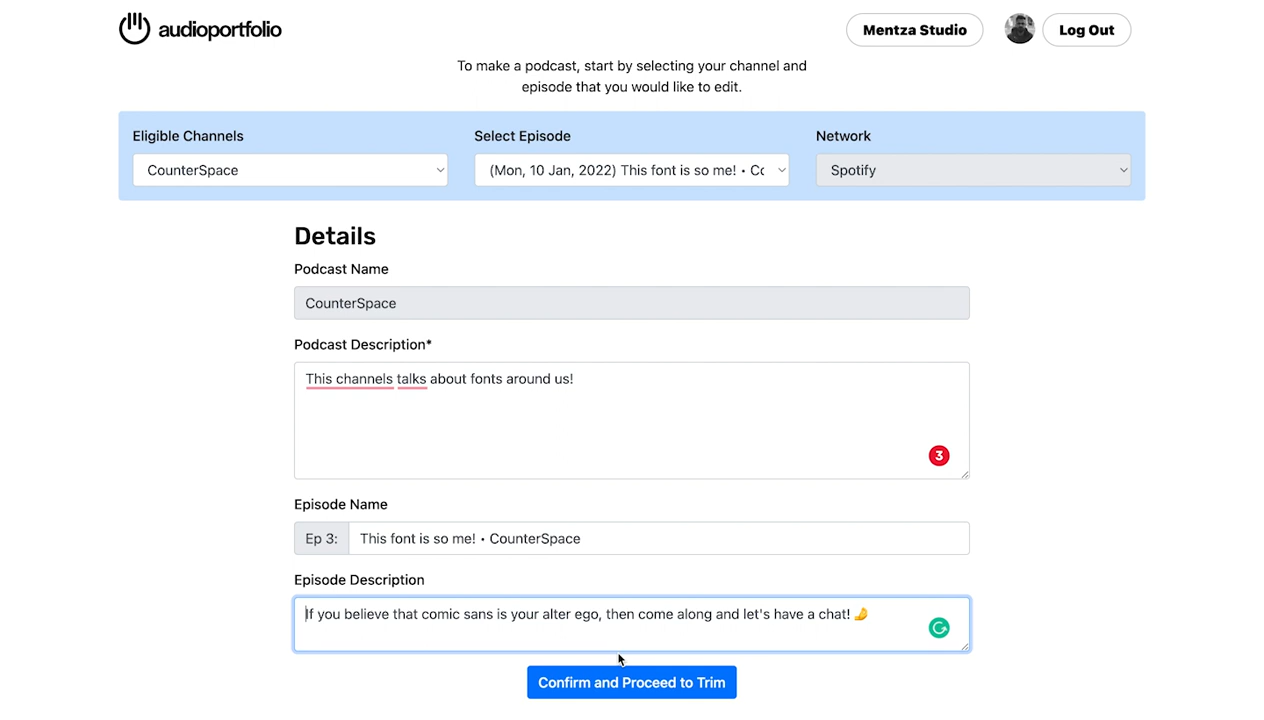 audioportfolio
Mentza Studio
Log Out
To make a podcast, start by selecting your channel and
episode that you would like to edit.
Eligible Channels
Select Episode
Network
CounterSpace
(Mon, 10 Jan, 2022) This font is so me! • Cc
Spotify
Details
Podcast Name
CounterSpace
Podcast Description*
This channels talks about fonts around us!
3
Episode Name
Ep 3:
This font is so me! • CounterSpace
Episode Description
If you believe that comic sans is your alter ego, then come along and let's have a chat! 🤌
Confirm and Proceed to Trim